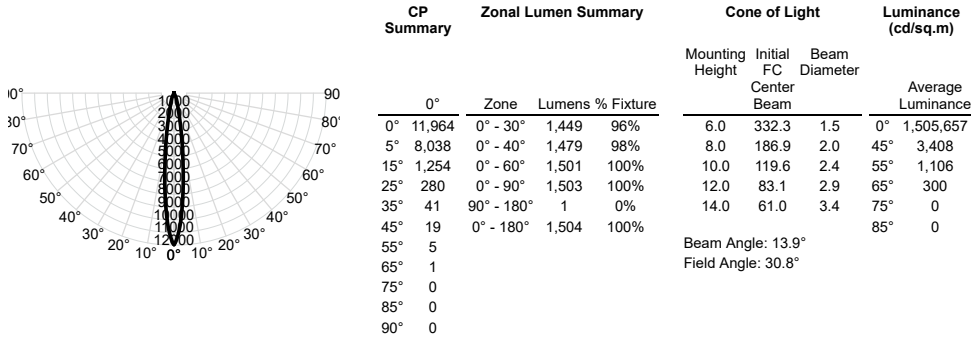 CP Summary
0°
0° 11,964
5° 8,038
15° 1,254
25° 280
35° 41
45° 19
55° 5
65° 1
75° 0
85° 0
90° 0
Zonal Lumen Summary
Zone Lumens % Fixture
0° - 30° 1,449 96%
0° - 40° 1,479 98%
0° - 60° 1,501 100%
0° - 90° 1,503 100%
90° - 180° 1 0%
0° - 180° 1,504 100%
Cone of Light
Mounting Height Initial FC Center Beam Beam Diameter
6.0 332.3 1.5
8.0 186.9 2.0
10.0 119.6 2.4
12.0 83.1 2.9
14.0 61.0 3.4
Beam Angle: 13.9°
Field Angle: 30.8°
Luminance
(cd/sq.m)
Average
Luminance
0° 1,505,657
45° 3,408
55° 1,106
65° 300
75° 0
85° 0
0° 90
80° 80°
70° 70°
60° 60°
50° 50°
40° 40°
30° 30°
20° 10° 0° 10° 20°
1000
2000
3000
4000
5000
6000
7000
8000
9000
10000
11000
12000